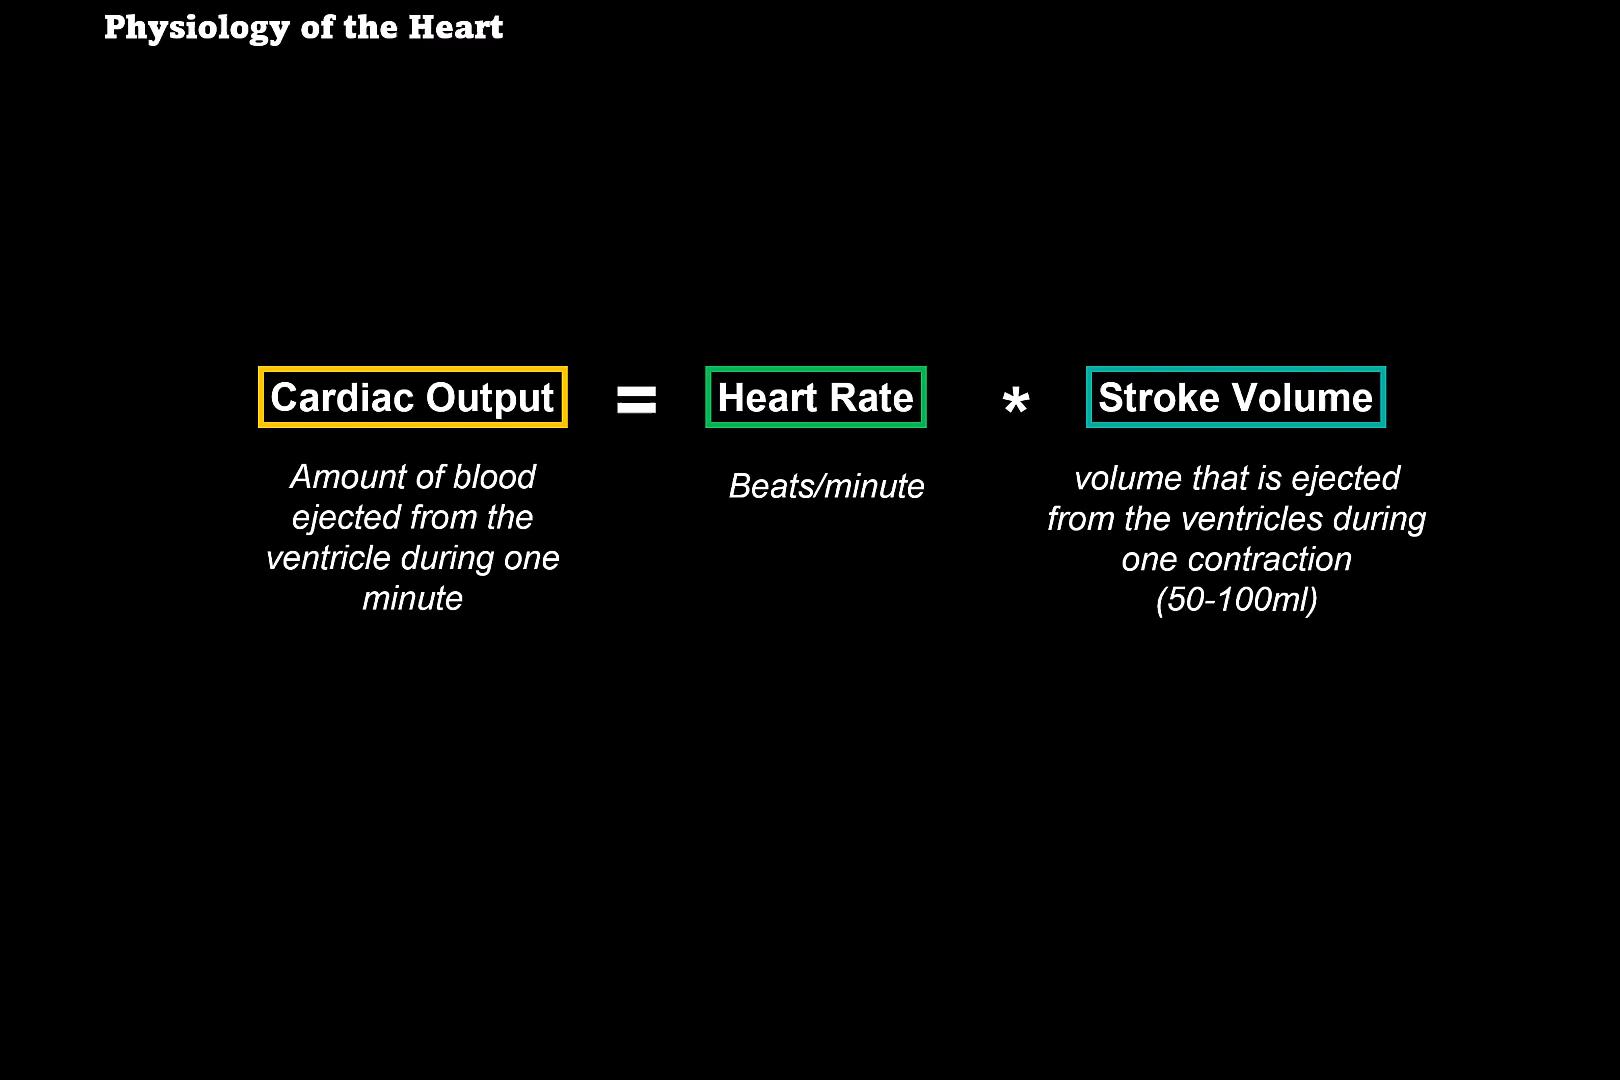 Physiology of the Heart
Cardiac Output = Heart Rate * Stroke Volume
Amount of blood
ejected from the
ventricle during one
minute
Beats/minute
volume that is ejected
from the ventricles during
one contraction
(50-100ml)